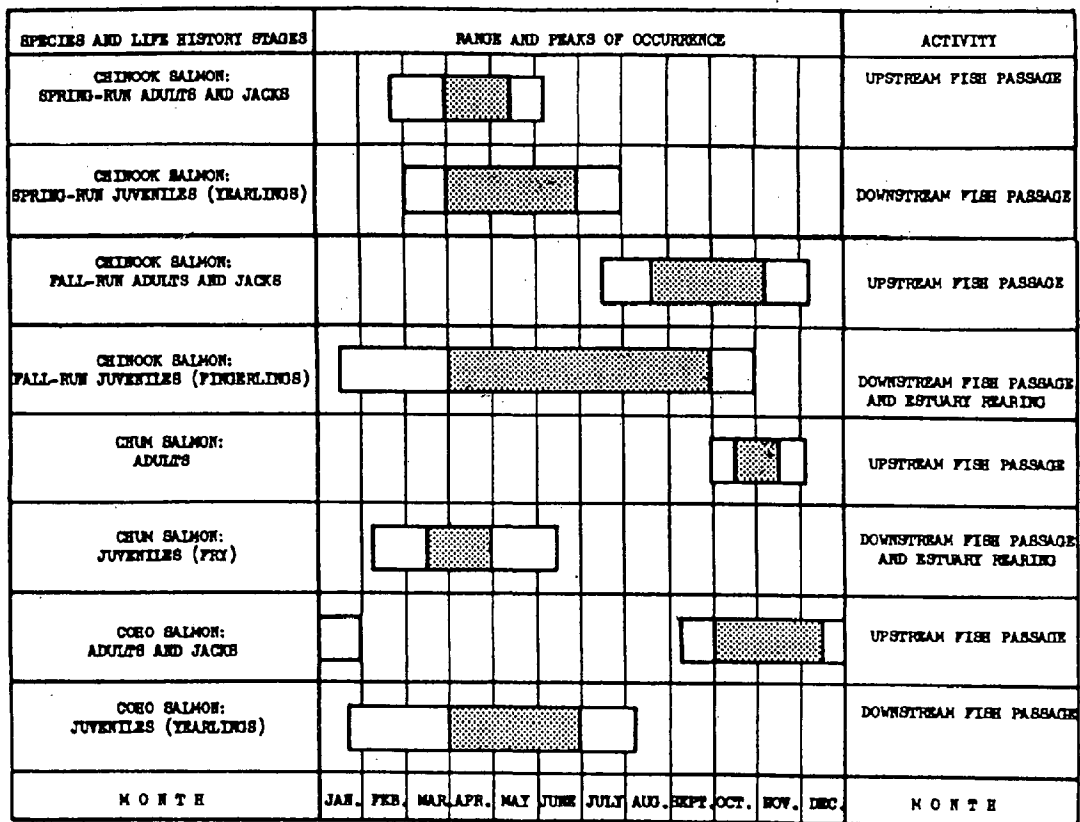 SPECIES AND LIFE HISTORY STAGES
RANGE AND PEAKS OF OCCURRENCE
ACTIVITY
CHINOOK SALMON:
SPRING-RUN ADULTS AND JACKS
UPSTREAM FISH PASSAGE
CHINOOK SALMON:
SPRING-RUN JUVENILES (YEARLINGS)
DOWNSTREAM FISH PASSAGE
CHINOOK SALMON:
FALL-RUN ADULTS AND JACKS
UPSTREAM FISH PASSAGE
CHINOOK SALMON:
FALL-RUN JUVENILES (FINGERLINGS)
DOWNSTREAM FISH PASSAGE
AND ESTUARY REARING
CHUM SALMON:
ADULTS
UPSTREAM FISH PASSAGE
CHUM SALMON:
JUVENILES (FRY)
DOWNSTREAM FISH PASSAGE
AND ESTUARY REARING
COHO SALMON:
ADULTS AND JACKS
UPSTREAM FISH PASSAGE
COHO SALMON:
JUVENILES (YEARLINGS)
DOWNSTREAM FISH PASSAGE
MONTH
JAN. FEB. MAR. APR. MAY JUNE JULY AUG. SEPT. OCT. NOV. DEC.
MONTH